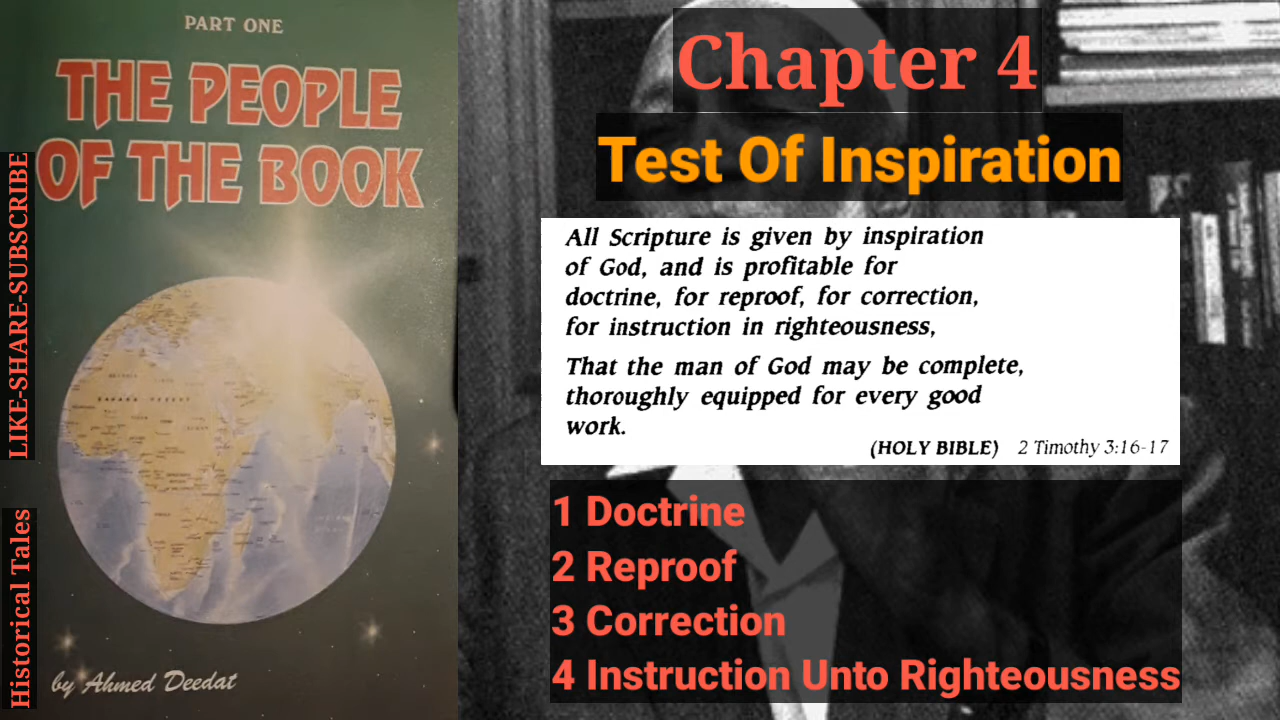 PART ONE
THE PEOPLE
OF THE BOOK
by Ahmed Deedat
LIKE-SHARE-SUBSCRIBE
Historical Tales
Chapter 4
Test Of Inspiration
All Scripture is given by inspiration
of God, and is profitable for
doctrine, for reproof, for correction,
for instruction in righteousness,
That the man of God may be complete,
thoroughly equipped for every good
work.
(HOLY BIBLE) 2 Timothy 3:16-17
1 Doctrine
2 Reproof
3 Correction
4 Instruction Unto Righteousness